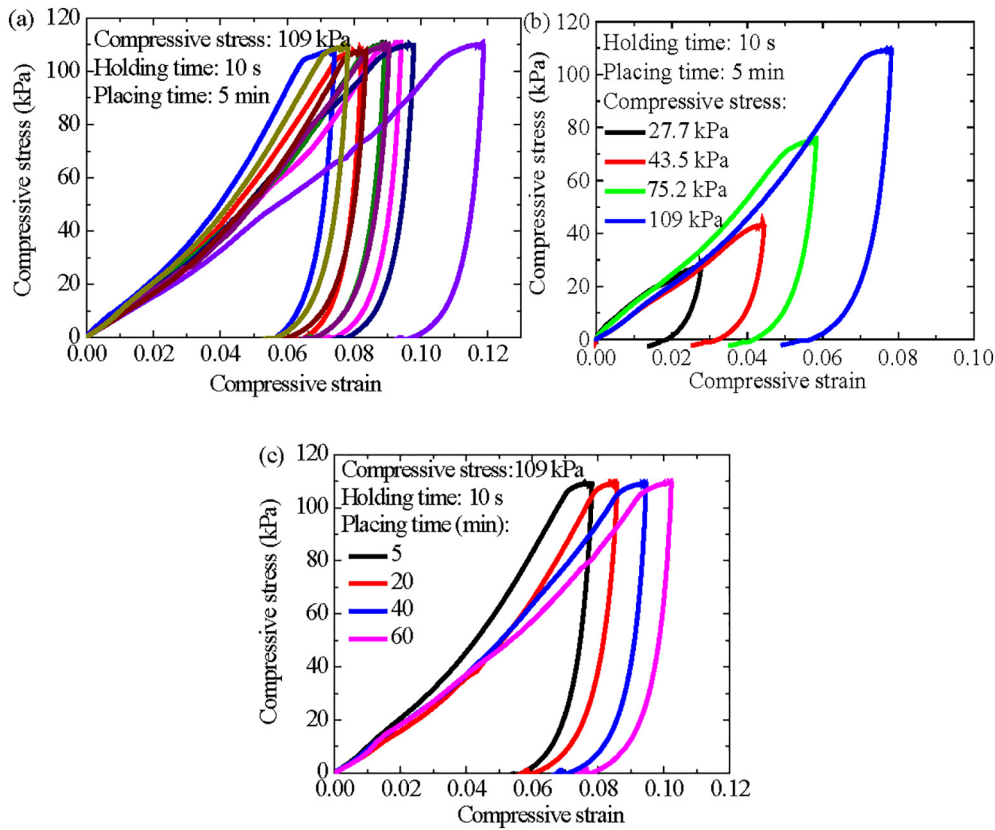 (a)
Compressive stress: 109 kPa
Holding time: 10 s
Placing time: 5 min
Compressive stress (kPa)
120
100
80
60
40
20
0
0.00 0.02 0.04 0.06 0.08 0.10 0.12
Compressive strain
(b)
Holding time: 10 s
Placing time: 5 min
Compressive stress:
27.7 kPa
43.5 kPa
75.2 kPa
109 kPa
Compressive stress (kPa)
120
100
80
60
40
20
0
0.00 0.02 0.04 0.06 0.08 0.10
Compressive strain
(c)
Compressive stress:109 kPa
Holding time: 10 s
Placing time (min):
5
20
40
60
Compressive stress (kPa)
120
100
80
60
40
20
0
0.00 0.02 0.04 0.06 0.08 0.10 0.12
Compressive strain